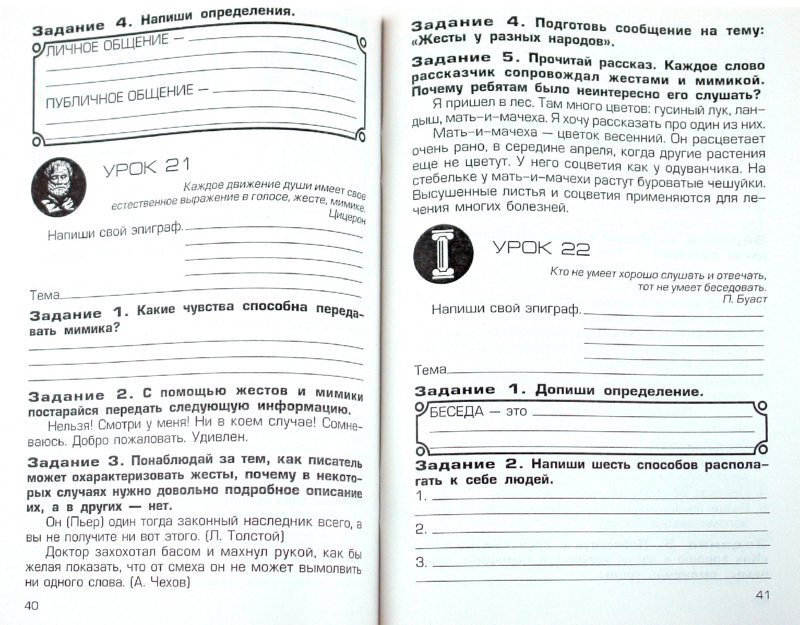 Задание 4. Напиши определения.
ЛИЧНОЕ ОБЩЕНИЕ —
ПУБЛИЧНОЕ ОБЩЕНИЕ —
УРОК 21
Каждое движение души имеет свое
естественное выражение в голосе, жесте, мимике.
Цицерон
Напиши свой эпиграф.
Тема
Задание 1. Какие чувства способна переда-
вать мимика?
Задание 2. С помощью жестов и мимики
постарайся передать следующую информацию.
Нельзя! Смотри у меня! Ни в коем случае! Сомне-
ваюсь. Добро пожаловать. Удивлен.
Задание 3. Понаблюдай за тем, как писатель
может охарактеризовать жесты, почему в некото-
рых случаях нужно довольно подробное описание
их, а в других — нет.
Он (Пьер) один тогда законный наследник всего, а
вы не получите ни вот этого. (Л. Толстой)
Доктор захохотал басом и махнул рукой, как бы
желая показать, что от смеха он не может вымолвить
ни одного слова. (А. Чехов)
40
Задание 4. Подготовь сообщение на тему:
«Жесты у разных народов».
Задание 5. Прочитай рассказ. Каждое слово
рассказчик сопровождал жестами и мимикой.
Почему ребятам было неинтересно его слушать?
Я пришел в лес. Там много цветов: гусиный лук, лан-
дыш, мать-и-мачеха. Я хочу рассказать про один из них.
Мать-и-мачеха — цветок весенний. Он расцветает
очень рано, в середине апреля, когда другие растения
еще не цветут. У него соцветия как у одуванчика. На
стебельке у мать-и-мачехи растут буроватые чешуйки.
Высушенные листья и соцветия применяются для ле-
чения многих болезней.
УРОК 22
Кто не умеет хорошо слушать и отвечать,
тот не умеет беседовать.
П. Буаст
Напиши свой эпиграф.
Тема
Задание 1. Допиши определение.
БЕСЕДА — это
Задание 2. Напиши шесть способов распола-
гать к себе людей.
1.
2.
3.
41